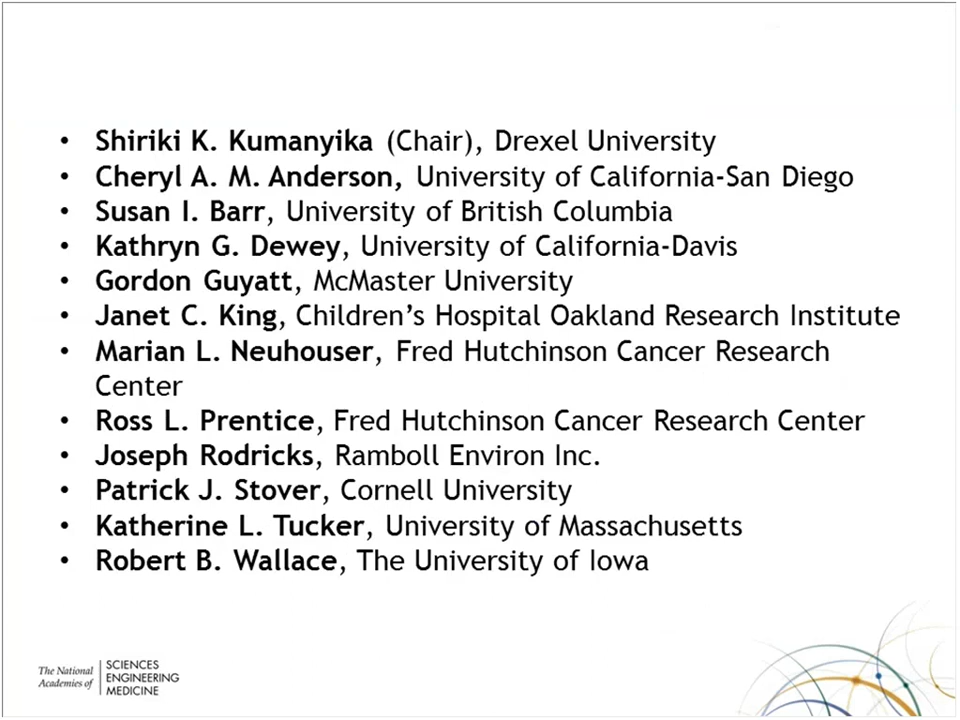 • Shiriki K. Kumanyika (Chair), Drexel University
• Cheryl A. M. Anderson, University of California-San Diego
• Susan I. Barr, University of British Columbia
• Kathryn G. Dewey, University of California-Davis
• Gordon Guyatt, McMaster University
• Janet C. King, Children’s Hospital Oakland Research Institute
• Marian L. Neuhouser, Fred Hutchinson Cancer Research
Center
• Ross L. Prentice, Fred Hutchinson Cancer Research Center
• Joseph Rodricks, Ramboll Environ Inc.
• Patrick J. Stover, Cornell University
• Katherine L. Tucker, University of Massachusetts
• Robert B. Wallace, The University of Iowa
The National
Academies of
SCIENCES
ENGINEERING
MEDICINE